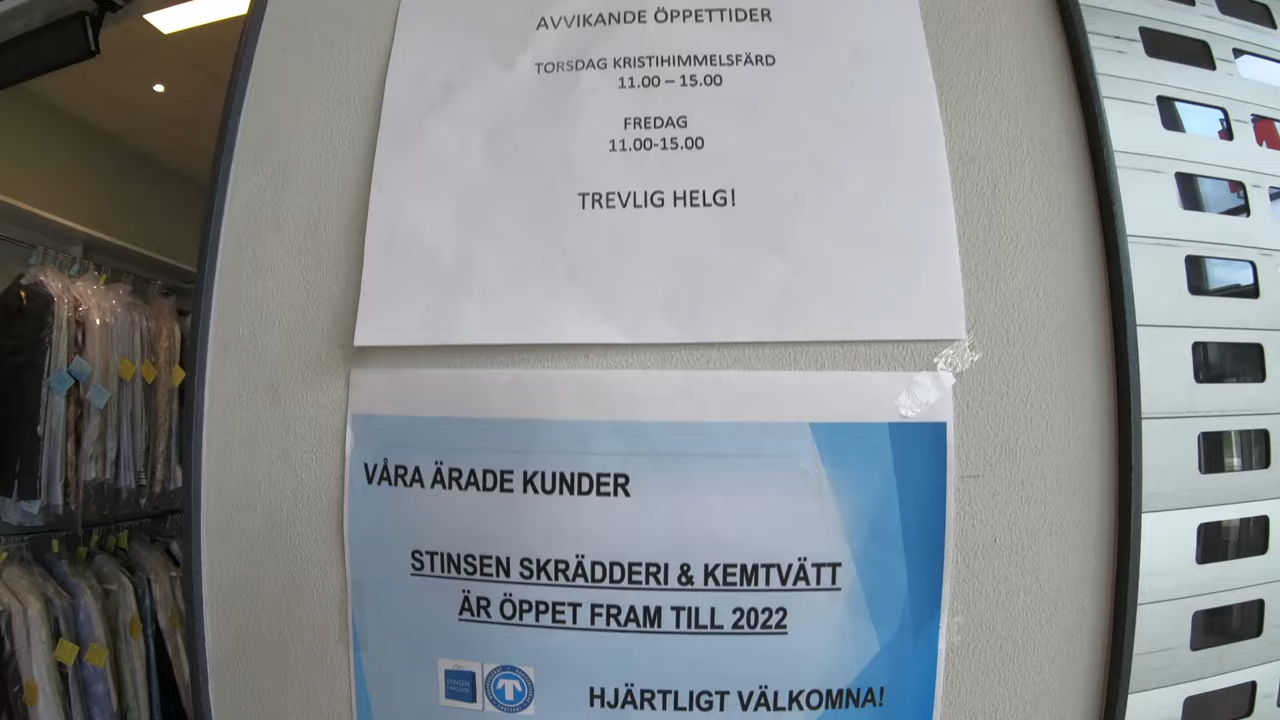 AVVIKANDE ÖPPETTIDER
TORSDAG KRISTIHIMMELSFÄRD
11.00 – 15.00
FREDAG
11.00-15.00
TREVLIG HELG!
VÅRA ÄRADE KUNDER
STINSEN SKRÄDDERI & KEMTVÄTT
ÄR ÖPPET FRAM TILL 2022
STINSEN
HJÄRTLIGT VÄLKOMNA!